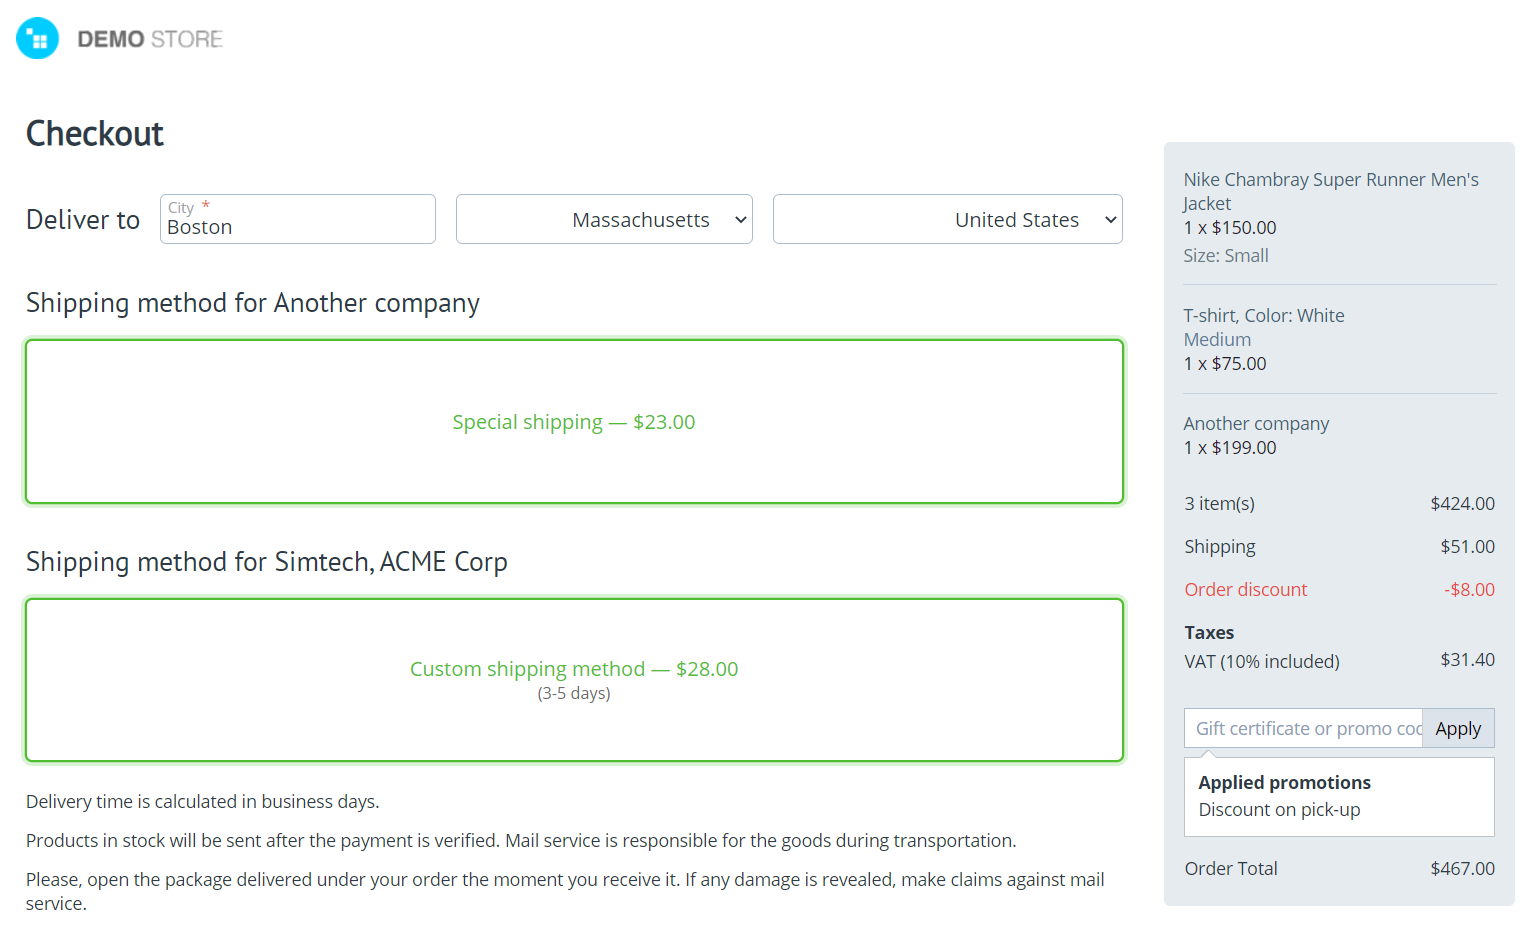 DEMO STORE
Checkout
Deliver to
City *
Boston
Massachusetts
United States
Shipping method for Another company
Special shipping — $23.00
Shipping method for Simtech, ACME Corp
Custom shipping method — $28.00
(3-5 days)
Delivery time is calculated in business days.
Products in stock will be sent after the payment is verified. Mail service is responsible for the goods during transportation.
Please, open the package delivered under your order the moment you receive it. If any damage is revealed, make claims against mail
service.
Nike Chambray Super Runner Men's
Jacket
1 x $150.00
Size: Small
T-shirt, Color: White
Medium
1 x $75.00
Another company
1 x $199.00
3 item(s) $424.00
Shipping $51.00
Order discount -$8.00
Taxes
VAT (10% included) $31.40
Gift certificate or promo cod Apply
Applied promotions
Discount on pick-up
Order Total $467.00